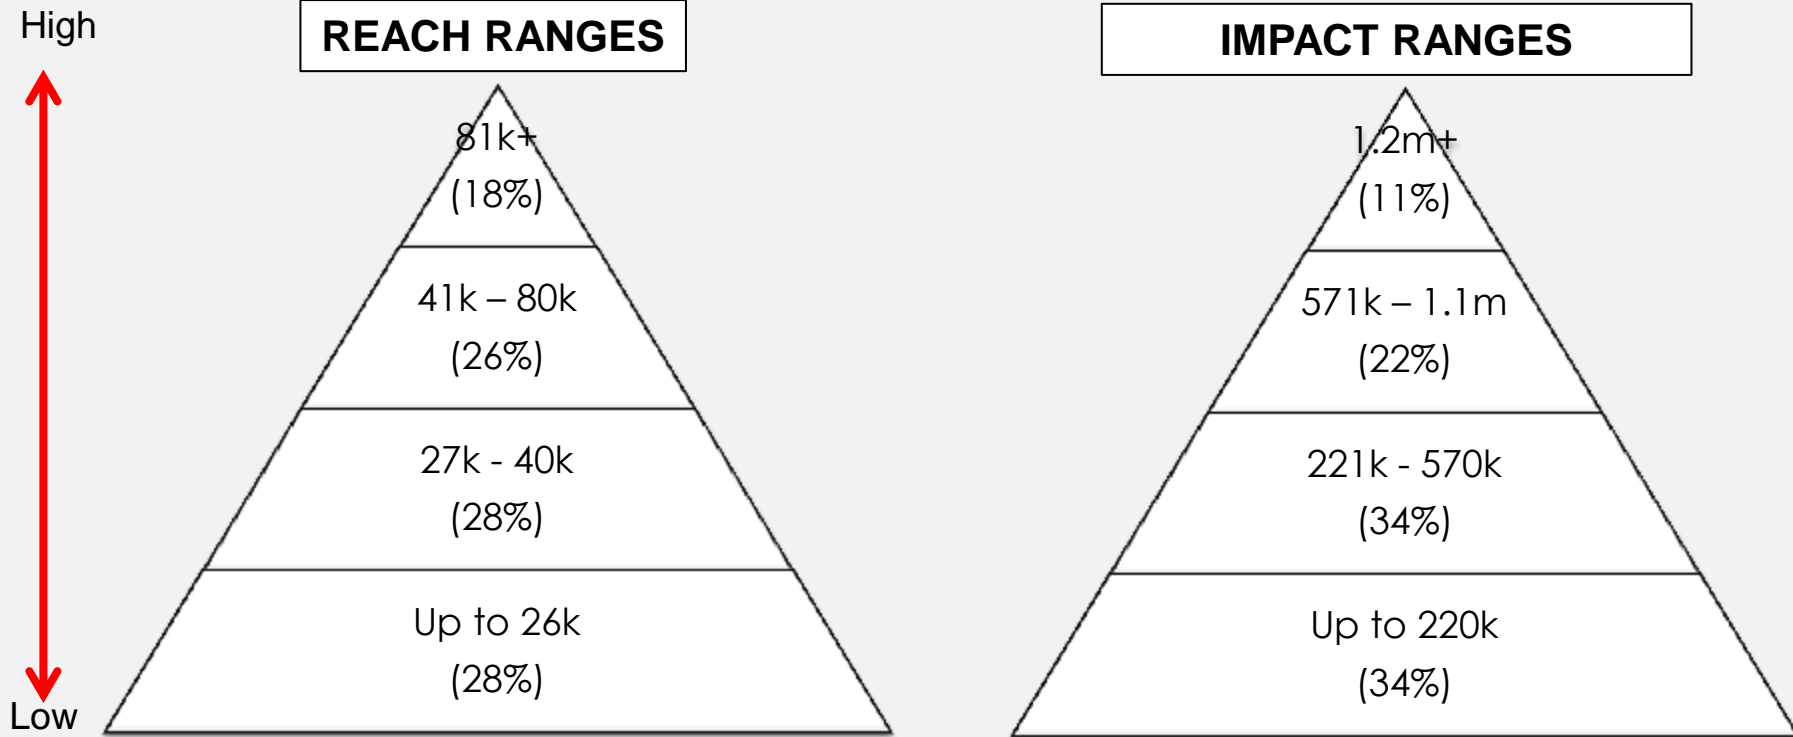 High
REACH RANGES
81k+
(18%)
41k – 80k
(26%)
27k - 40k
(28%)
Up to 26k
(28%)
Low
IMPACT RANGES
1.2m+
(11%)
571k – 1.1m
(22%)
221k - 570k
(34%)
Up to 220k
(34%)